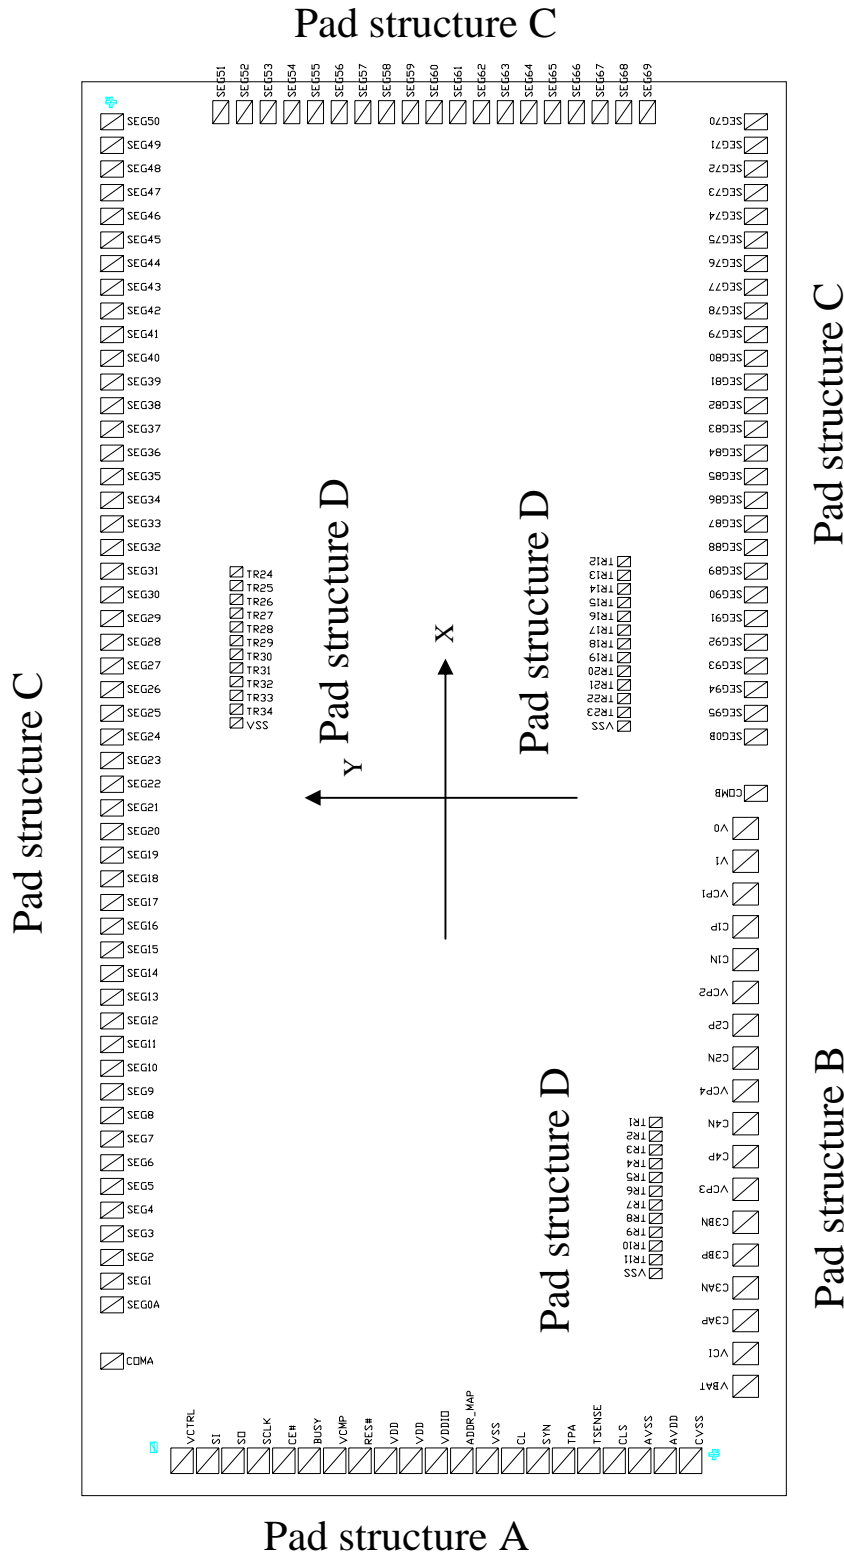 Pad structure C
SEG51
SEG52
SEG53
SEG54
SEG55
SEG56
SEG57
SEG58
SEG59
SEG60
SEG61
SEG62
SEG63
SEG64
SEG65
SEG66
SEG67
SEG68
SEG69
SEG50
SEG49
SEG48
SEG47
SEG46
SEG45
SEG44
SEG43
SEG42
SEG41
SEG40
SEG39
SEG38
SEG37
SEG36
SEG35
SEG34
SEG33
SEG32
SEG31
SEG30
SEG29
SEG28
SEG27
SEG26
SEG25
SEG24
SEG23
SEG22
SEG21
SEG20
SEG19
SEG18
SEG17
SEG16
SEG15
SEG14
SEG13
SEG12
SEG11
SEG10
SEG9
SEG8
SEG7
SEG6
SEG5
SEG4
SEG3
SEG2
SEG1
SEG0A
COMA
Pad structure C
TR24
TR25
TR26
TR27
TR28
TR29
TR30
TR31
TR32
TR33
TR34
VSS
Pad structure D
X
Y
Pad structure D
TR12
TR13
TR14
TR15
TR16
TR17
TR18
TR19
TR20
TR21
TR22
TR23
VSS
Pad structure D
TR1
TR2
TR3
TR4
TR5
TR6
TR7
TR8
TR9
TR10
TR11
VSS
SEG70
SEG71
SEG72
SEG73
SEG74
SEG75
SEG76
SEG77
SEG78
SEG79
SEG80
SEG81
SEG82
SEG83
SEG84
SEG85
SEG86
SEG87
SEG88
SEG89
SEG90
SEG91
SEG92
SEG93
SEG94
SEG95
SEG0B
COMB
V0
V1
VCP1
C1P
C1N
VCP2
C2P
C2N
VCP4
C4N
C4P
VCP3
C3BN
C3BP
C3AN
C3AP
VCI
VBAT
Pad structure C
Pad structure B
VCTRL
SI
SO
SCLK
CE#
BUSY
VCMP
RES#
VDD
VDD
VDDIO
ADDR_MAP
VSS
CL
SYN
TPA
TSENSE
CLS
AVSS
AVDD
CVSS
Pad structure A